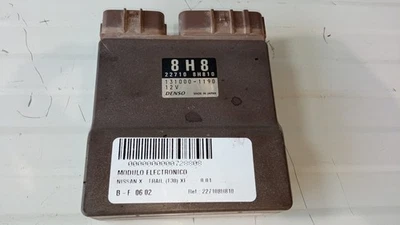 8H8
22710 8H810
131000-1190
12V
DENSO MADE IN JAPAN
MODULO ELECTRONICO
NISSAN X - TRAIL (T30) XE
B - F 06 02 Ref: 227108H810